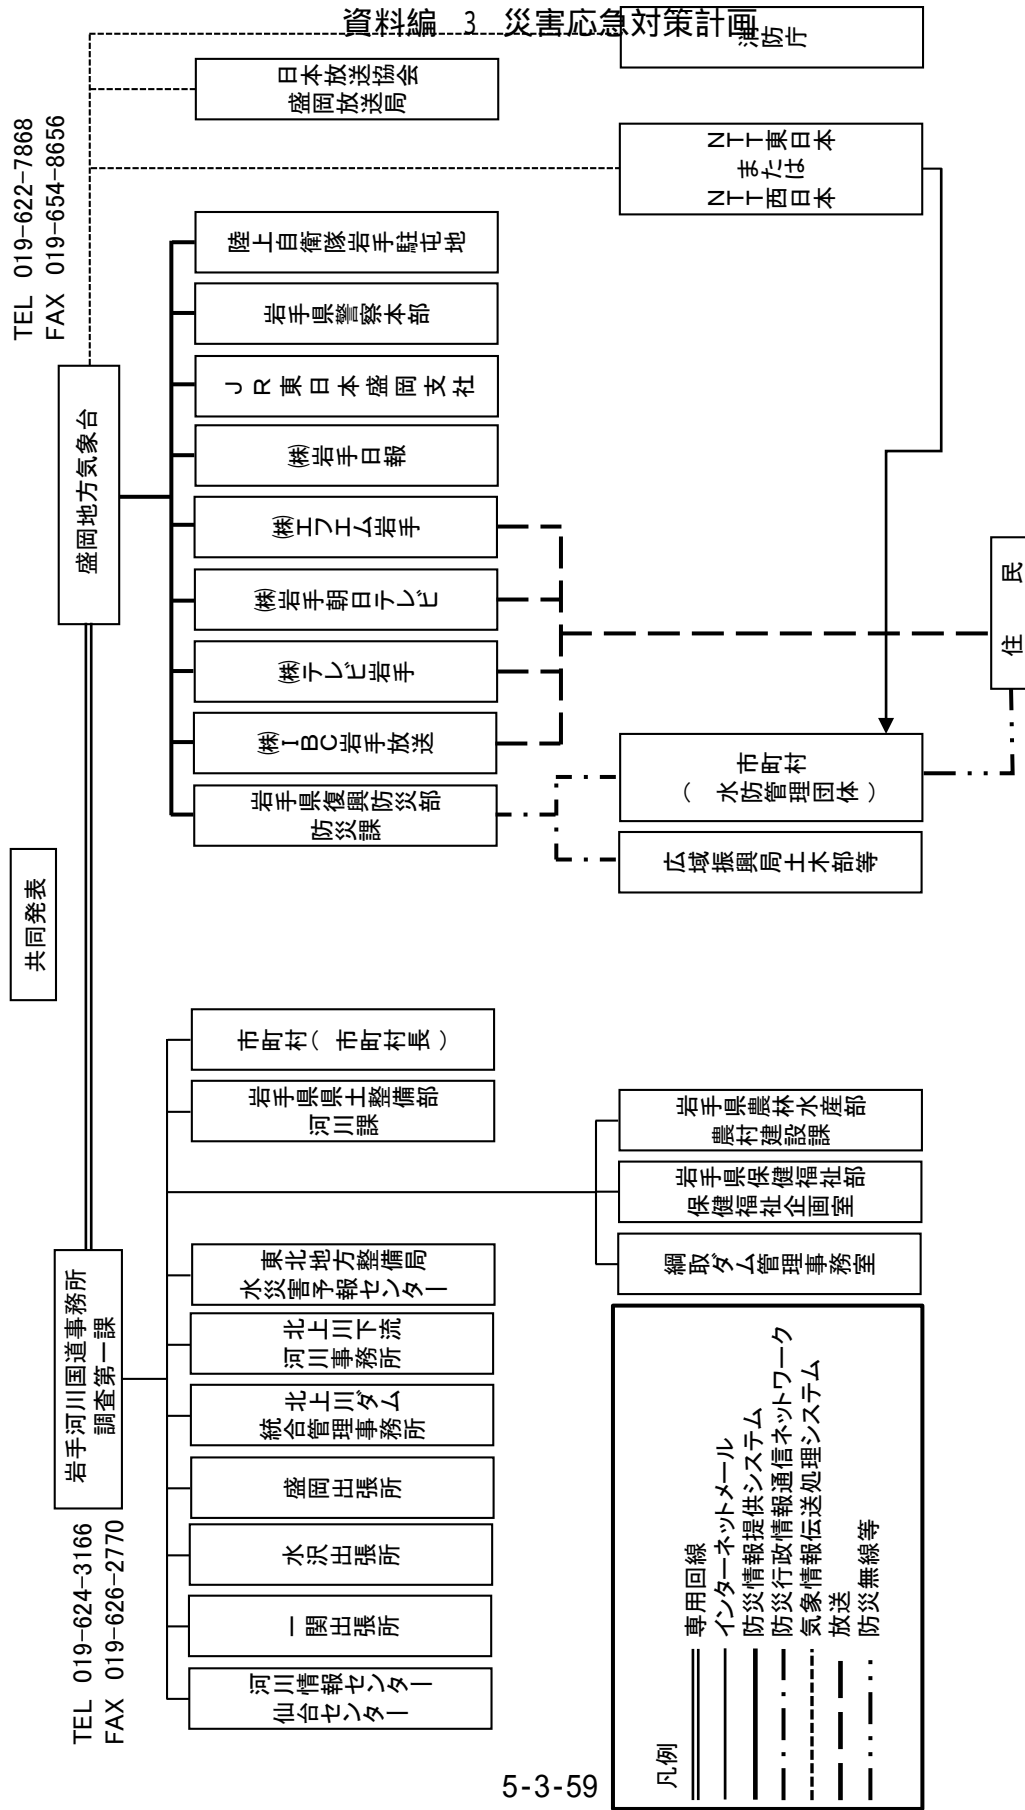 資料編　3　災害応急対策計画
共同発表
岩手河川国道事務所
調査第一課
TEL 019-624-3166
FAX 019-626-2770
盛岡地方気象台
TEL 019-622-7868
FAX 019-654-8656
河川情報センター
仙台センター
一関出張所
水沢出張所
盛岡出張所
北上川ダム
統合管理事務所
北上川下流
河川事務所
東北地方整備局
水災害予報センター
岩手県県土整備部
河川課
市町村（ 市町村長 ）
岩手県復興防災部
防災課
㈱ＩＢＣ岩手放送
㈱テレビ岩手
㈱岩手朝日テレビ
㈱エフエム岩手
㈱岩手日報
ＪＲ東日本盛岡支社
岩手県警察本部
陸上自衛隊岩手駐屯地
日本放送協会
盛岡放送局
綱取ダム管理事務室
岩手県保健福祉部
保健福祉企画室
岩手県農林水産部
農村建設課
広域振興局土木部等
市町村
（ 水防管理団体 ）
ＮＴＴ東日本
または
ＮＴＴ西日本
消防庁
住　民
凡例
専用回線
インターネットメール
防災情報提供システム
防災行政情報通信ネットワーク
気象情報伝送処理システム
放送
防災無線等
5-3-59